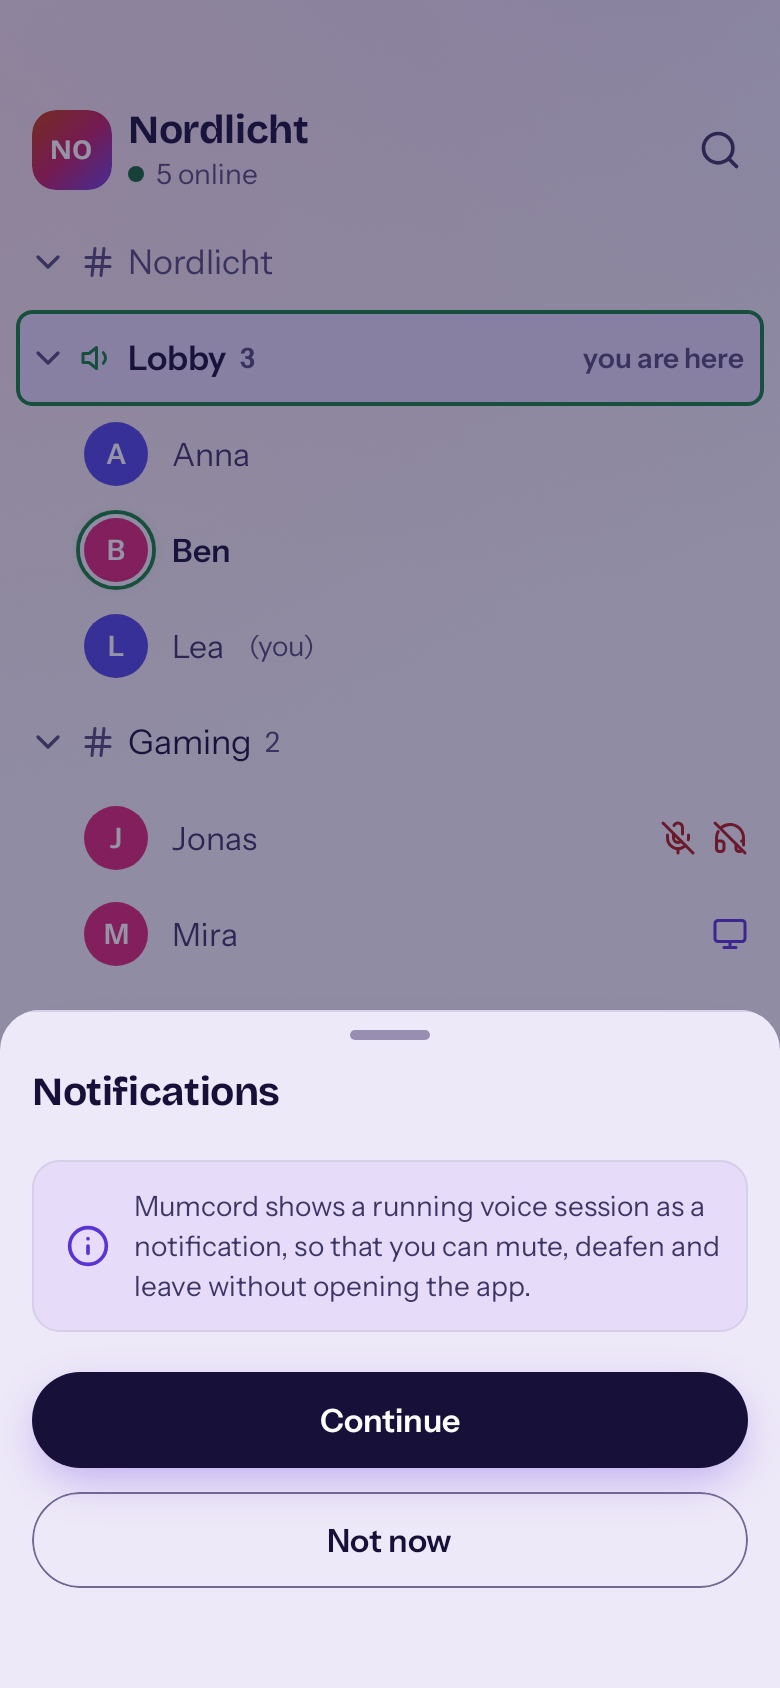 NO
Nordlicht
5 online
# Nordlicht
Lobby 3 you are here
A Anna
B Ben
L Lea (you)
# Gaming 2
J Jonas
M Mira
Notifications
Mumcord shows a running voice session as a
notification, so that you can mute, deafen and
leave without opening the app.
Continue
Not now